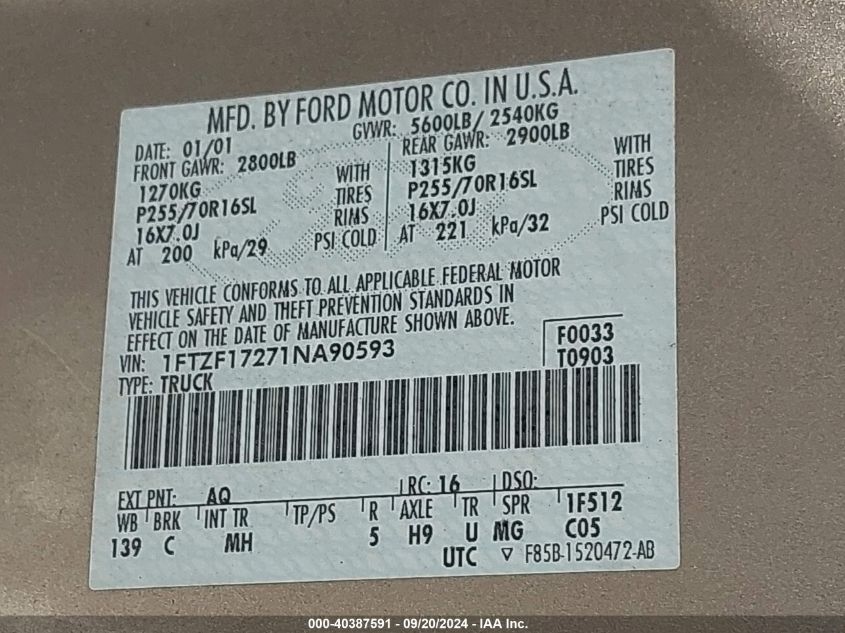 MFD. BY FORD MOTOR CO. IN U.S.A.
DATE: 01/01 GVWR: 5600LB/ 2540KG
FRONT GAWR: 2800LB REAR GAWR: 2900LB
1270KG WITH 1315KG WITH
P255/70R16SL TIRES P255/70R16SL TIRES
16X7.0J RIMS 16X7.0J RIMS
AT 200 kPa/29 PSI COLD AT 221 kPa/32 PSI COLD
THIS VEHICLE CONFORMS TO ALL APPLICABLE FEDERAL MOTOR
VEHICLE SAFETY AND THEFT PREVENTION STANDARDS IN
EFFECT ON THE DATE OF MANUFACTURE SHOWN ABOVE.
VIN: 1FTZF17271NA90593 F0033
TYPE: TRUCK T0903
EXT PNT: AQ RC: 16 DSO:
WB BRK INT TR TP/PS R AXLE TR SPR 1F512
139 C MH 5 H9 U MG C05
UTC ▽ F85B-1520472-AB
000-40387591 - 09/20/2024 - IAA Inc.